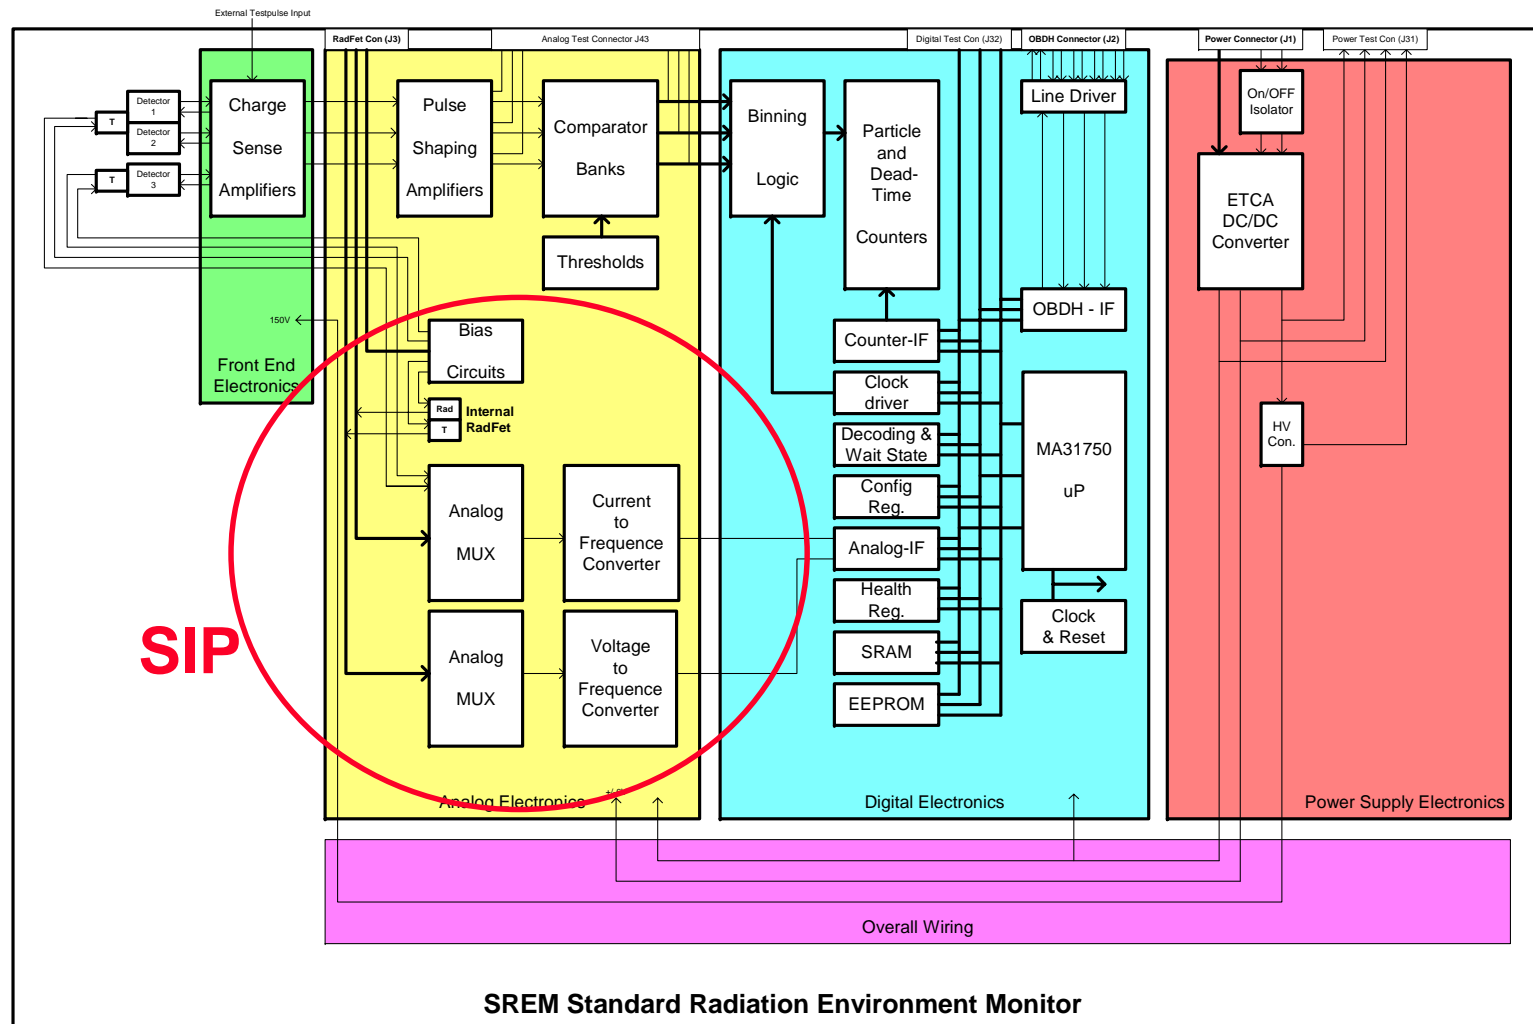 External Testpulse Input
RadFet Con (J3)
Analog Test Connector J43
Digital Test Con (J32)
OBDH Connector (J2)
Power Connector (J1)
Power Test Con (J31)
Detector
1
T
Detector
2
T
Detector
3
Charge
Sense
Amplifiers
Pulse
Shaping
Amplifiers
Comparator
Banks
Thresholds
Binning
Logic
Particle
and
Dead-
Time
Counters
Line Driver
On/OFF
Isolator
ETCA
DC/DC
Converter
OBDH - IF
150V
Front End
Electronics
Bias
Circuits
Rad
T
Internal
RadFet
Counter-IF
Clock
driver
Decoding &
Wait State
Config
Reg.
Analog-IF
Health
Reg.
SRAM
EEPROM
MA31750
uP
Clock
& Reset
HV
Con.
Analog
MUX
Current
to
Frequence
Converter
SIP
Analog
MUX
Voltage
to
Frequence
Converter
Analog Electronics
Digital Electronics
Power Supply Electronics
Overall Wiring
SREM Standard Radiation Environment Monitor